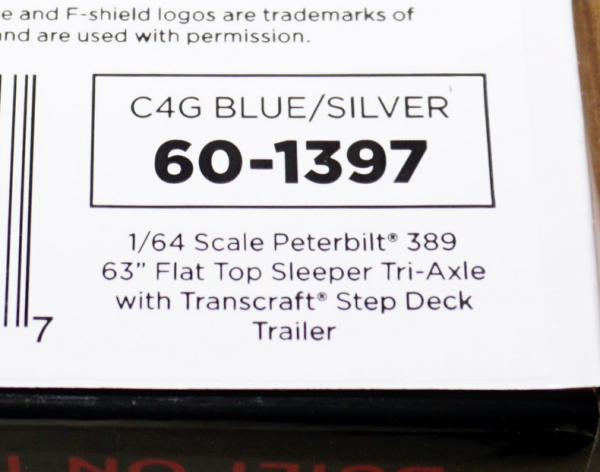 e and F-shield logos are trademarks of
nd are used with permission.
C4G BLUE/SILVER
60-1397
1/64 Scale Peterbilt® 389
63” Flat Top Sleeper Tri-Axle
with Transcraft® Step Deck
Trailer
7